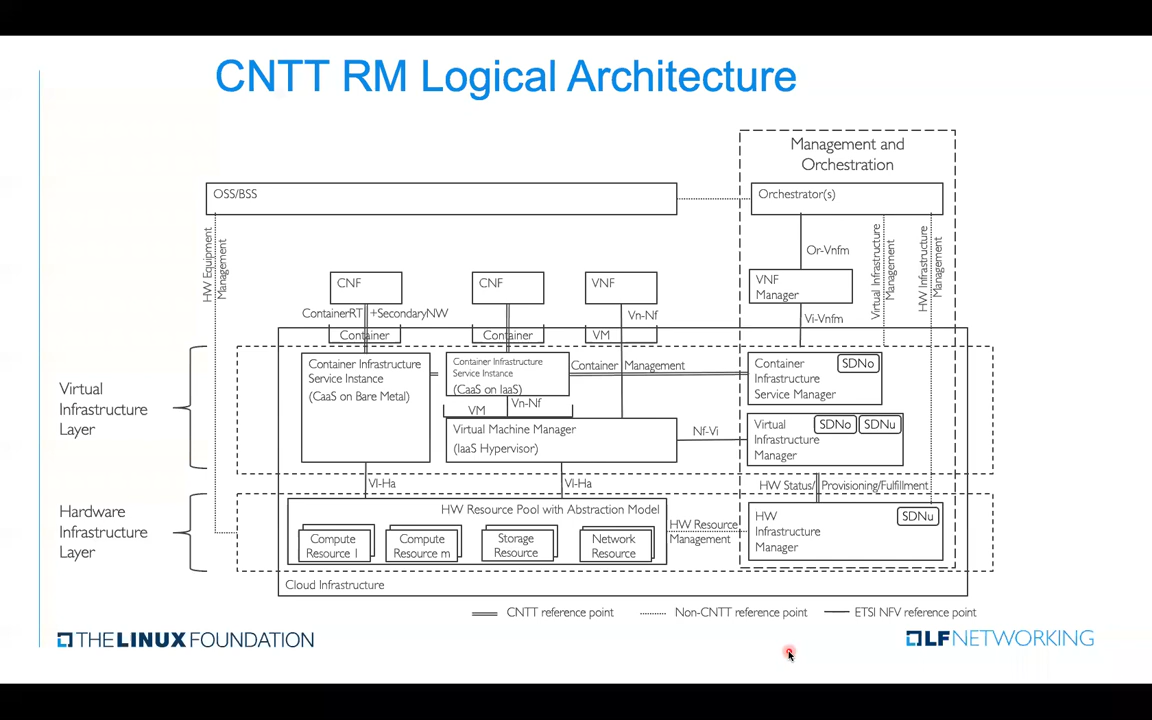 CNTT RM Logical Architecture
Management and
Orchestration
OSS/BSS
Orchestrator(s)
HW Equipment
Management
Or-Vnfm
Virtual Infrastructure
Management
HW Infrastructure
Management
CNF
CNF
VNF
VNF
Manager
ContainerRT
+SecondaryNW
Vn-Nf
Vi-Vnfm
Container
Container
VM
Virtual
Infrastructure
Layer
Container Infrastructure
Service Instance
(CaaS on Bare Metal)
Container Infrastructure
Service Instance
(CaaS on IaaS)
Container Management
Container
Infrastructure
Service Manager
SDNo
VM
Vn-Nf
Virtual Machine Manager
(IaaS Hypervisor)
Nf-Vi
Virtual
Infrastructure
Manager
SDNo
SDNu
VI-Ha
VI-Ha
HW Status/
Provisioning/Fulfillment
Hardware
Infrastructure
Layer
HW Resource Pool with Abstraction Model
Compute
Resource 1
Compute
Resource m
Storage
Resource
Network
Resource
HW Resource
Management
HW
Infrastructure
Manager
SDNu
Cloud Infrastructure
CNTT reference point
Non-CNTT reference point
ETSI NFV reference point
THE LINUX FOUNDATION
LF NETWORKING